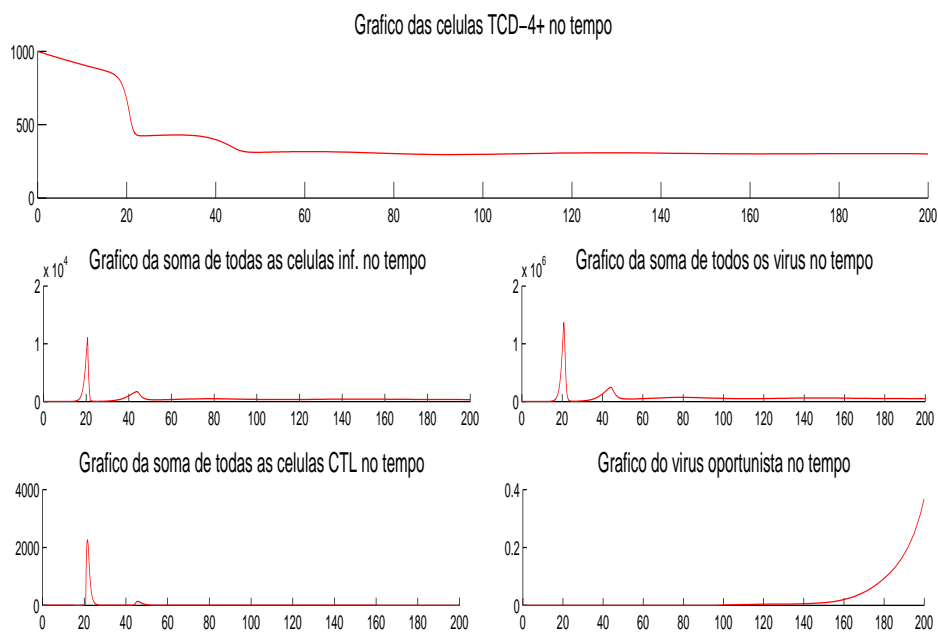 Grafico das celulas TCD−4+ no tempo
1000
500
0
0 20 40 60 80 100 120 140 160 180 200
Grafico da soma de todas as celulas inf. no tempo
x 10^4
2
1
0
0 20 40 60 80 100 120 140 160 180 200
Grafico da soma de todos os virus no tempo
x 10^6
2
1
0
0 20 40 60 80 100 120 140 160 180 200
Grafico da soma de todas as celulas CTL no tempo
4000
2000
0
0 20 40 60 80 100 120 140 160 180 200
Grafico do virus oportunista no tempo
0.4
0.2
0
0 20 40 60 80 100 120 140 160 180 200